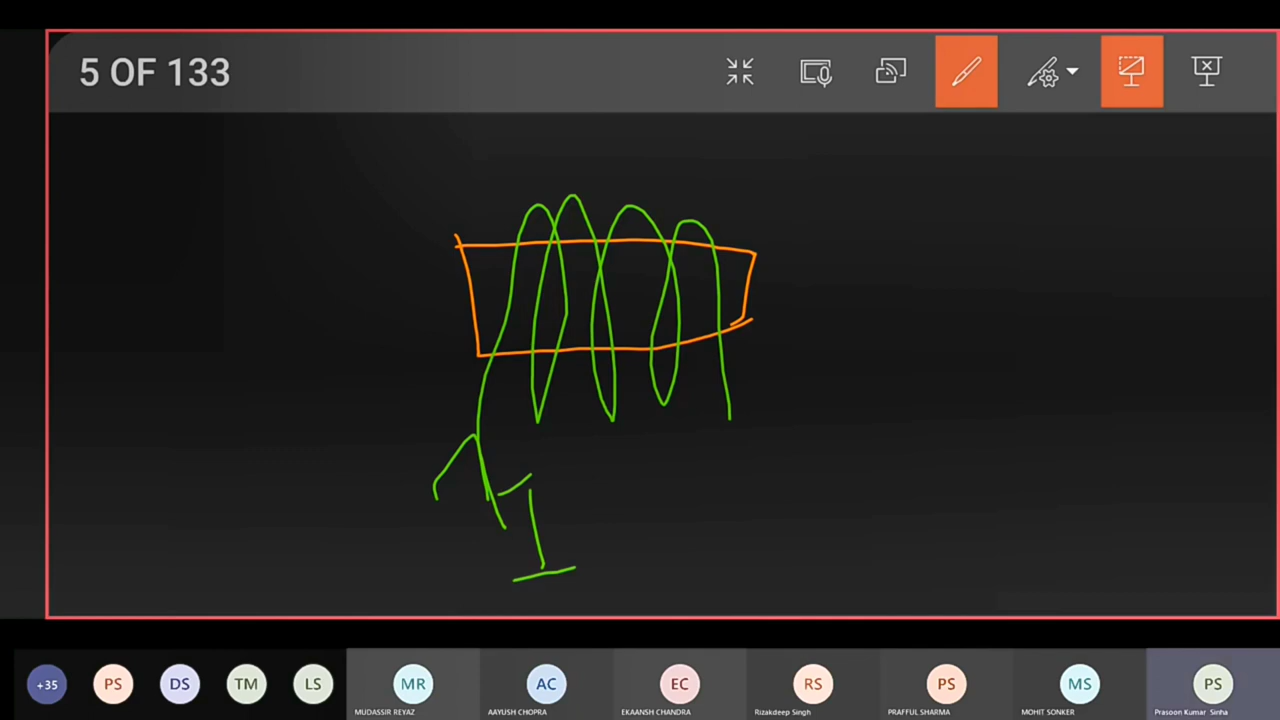 5 OF 133
+35
PS
DS
TM
LS
MR
AC
EC
RS
PS
MS
PS
MUDASSIR REYAZ
AAYUSH CHOPRA
EKAANSH CHANDRA
Rizakdeep Singh
PRAFFUL SHARMA
MOHIT SONKER
Prasoon Kumar Sinha